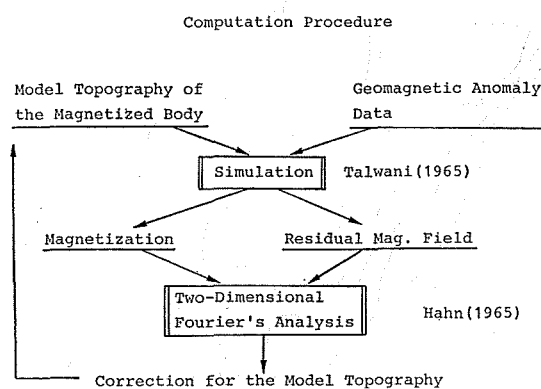 Computation Procedure
Model Topography of
the Magnetized Body
Geomagnetic Anomaly
Data
Simulation
Talwani(1965)
Magnetization
Residual Mag. Field
Two-Dimensional
Fourier's Analysis
Hahn(1965)
Correction for the Model Topography